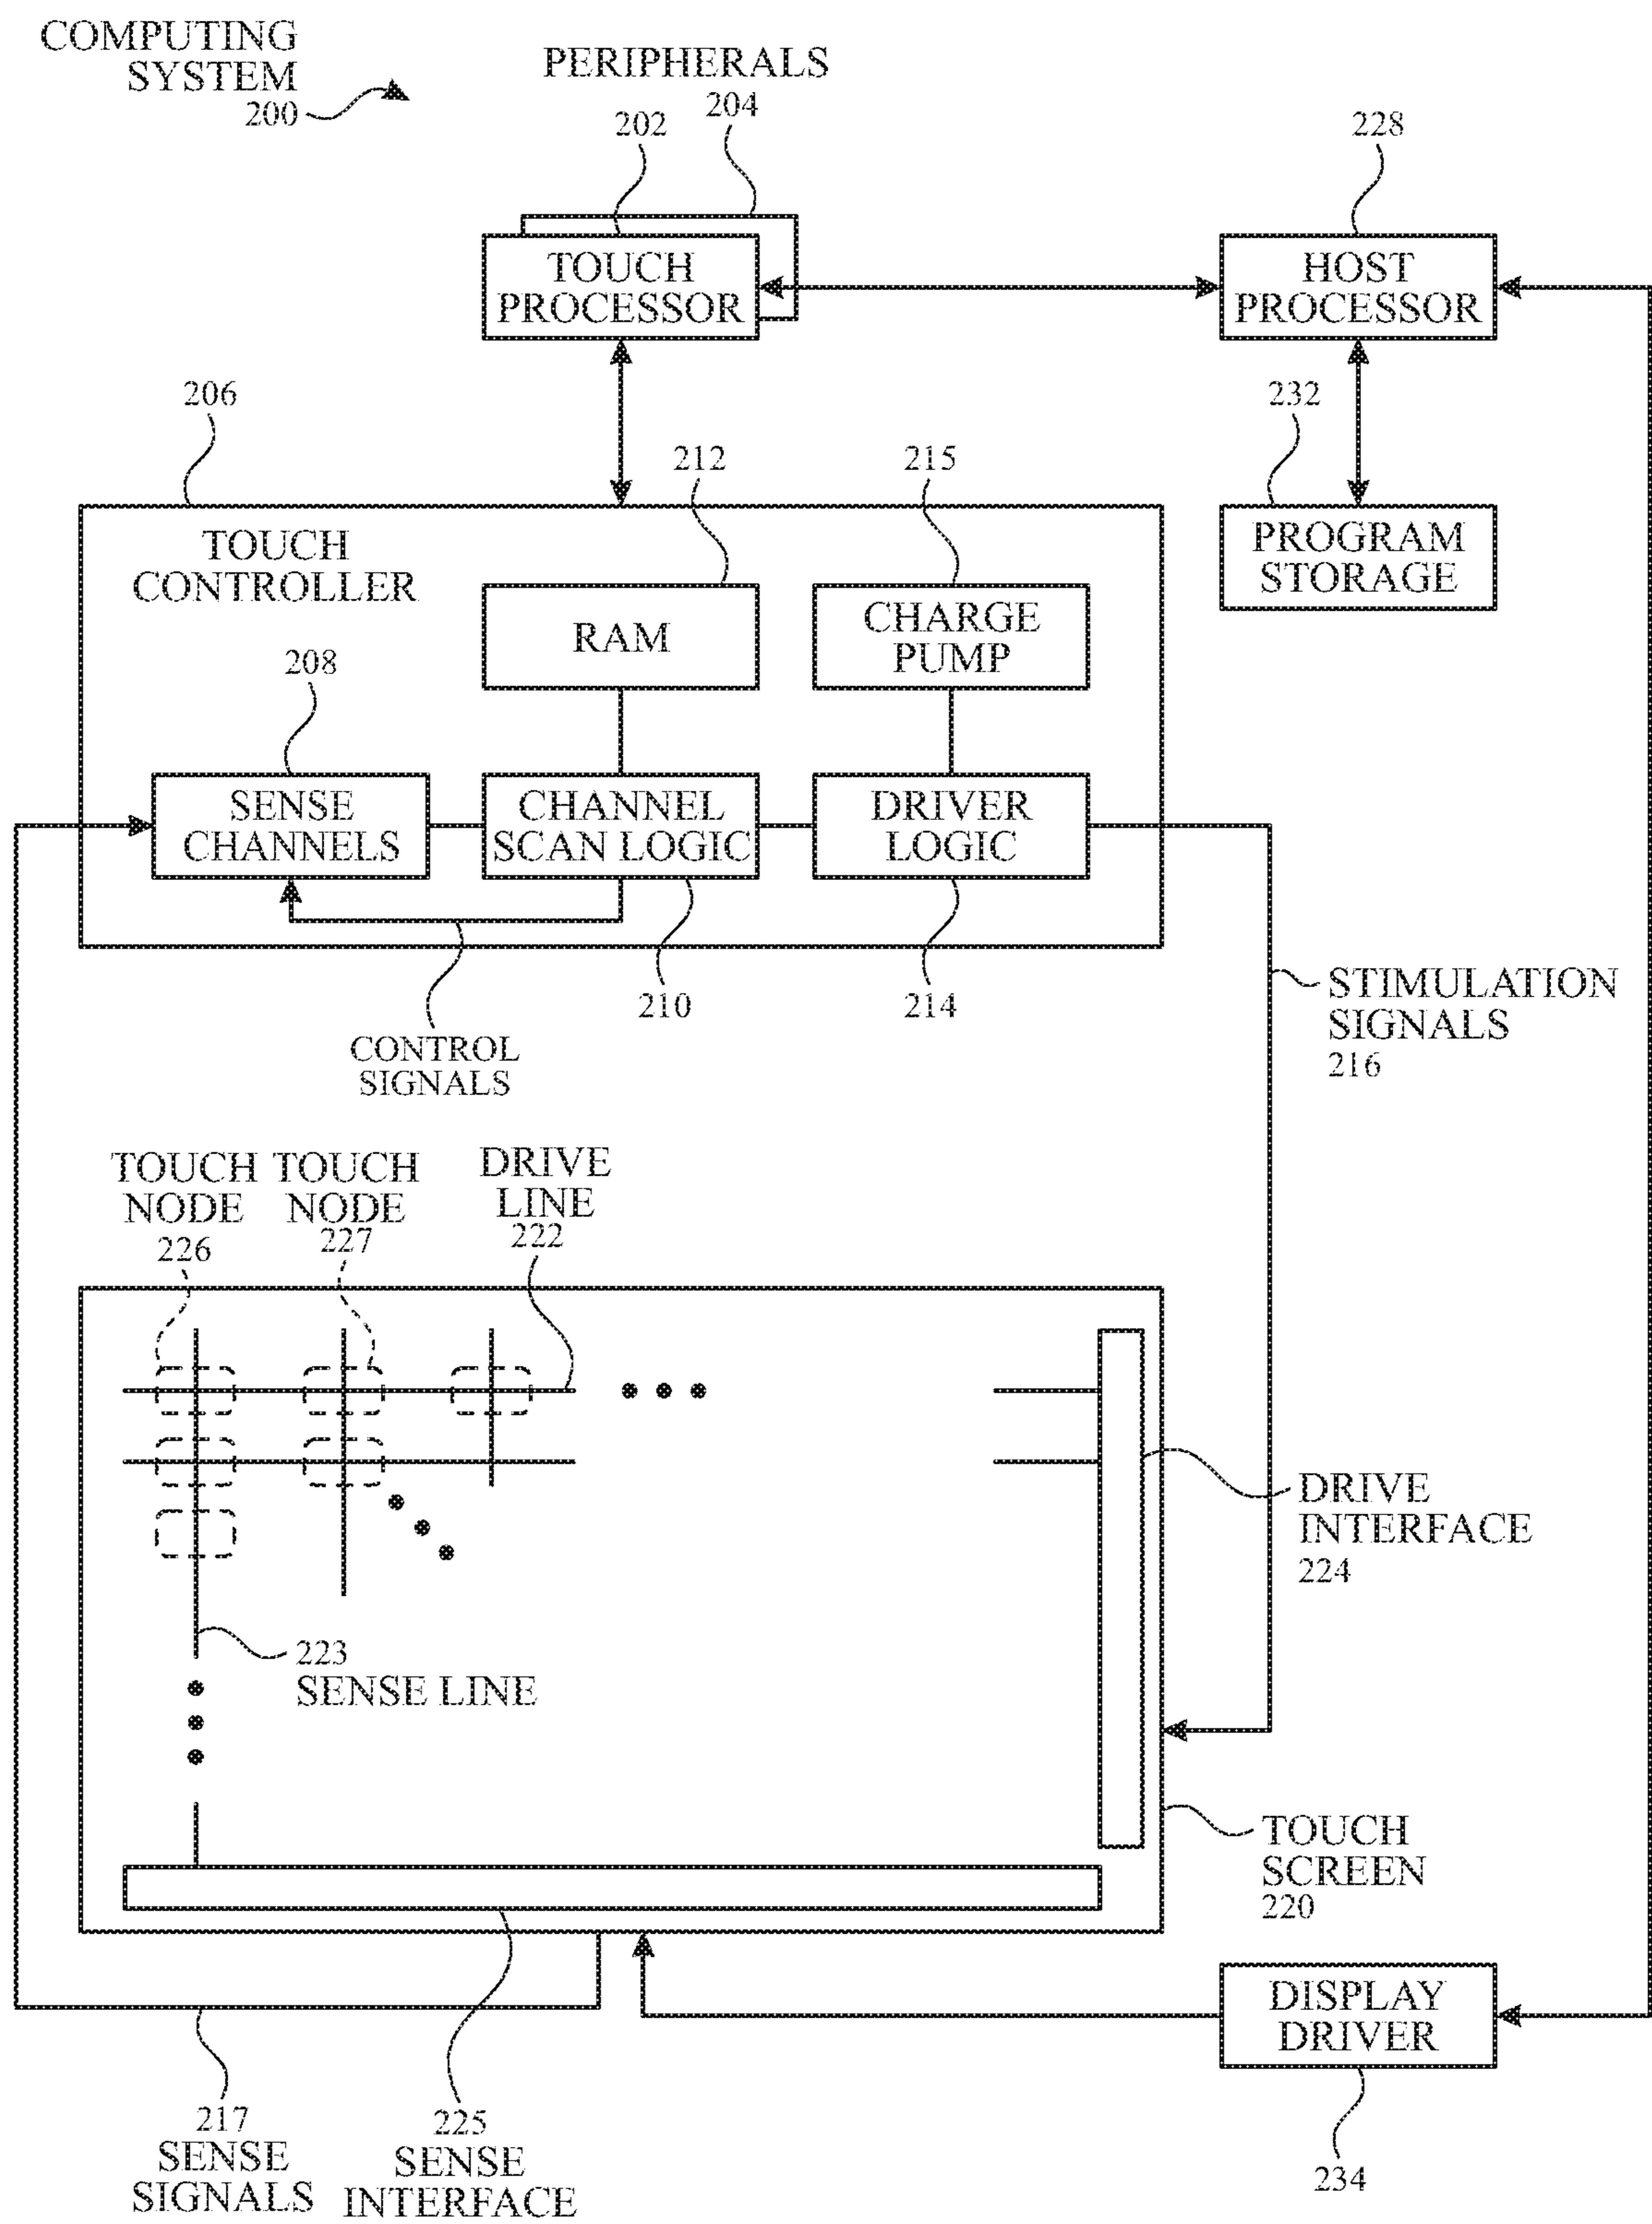 COMPUTING
SYSTEM
200
PERIPHERALS
204
202
228
TOUCH
PROCESSOR
HOST
PROCESSOR
206
232
212
215
TOUCH
CONTROLLER
PROGRAM
STORAGE
RAM
CHARGE
PUMP
208
SENSE
CHANNELS
CHANNEL
SCAN LOGIC
DRIVER
LOGIC
210
214
STIMULATION
SIGNALS
216
CONTROL
SIGNALS
TOUCH
NODE
226
TOUCH
NODE
227
DRIVE
LINE
222
DRIVE
INTERFACE
224
223
SENSE LINE
TOUCH
SCREEN
220
DISPLAY
DRIVER
217
SENSE
SIGNALS
225
SENSE
INTERFACE
234